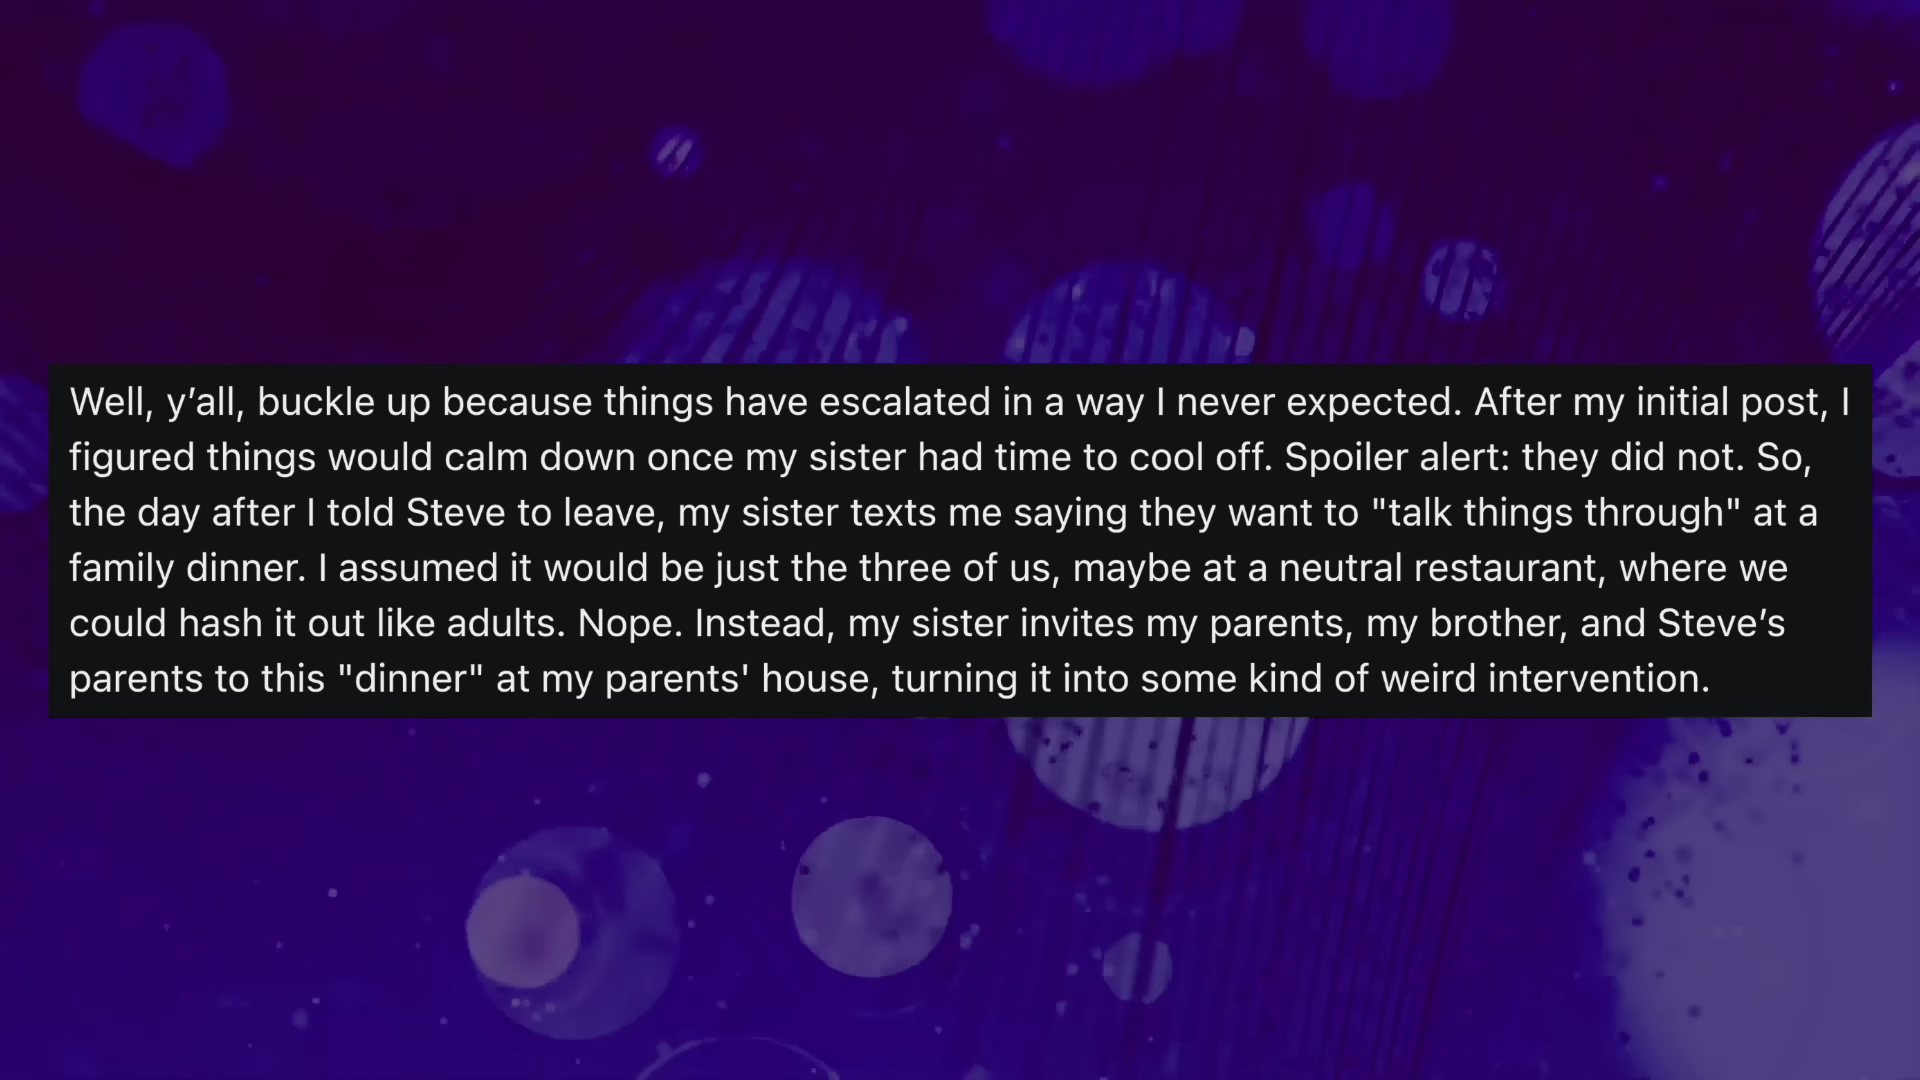 Well, y’all, buckle up because things have escalated in a way I never expected. After my initial post, I
figured things would calm down once my sister had time to cool off. Spoiler alert: they did not. So,
the day after I told Steve to leave, my sister texts me saying they want to "talk things through" at a
family dinner. I assumed it would be just the three of us, maybe at a neutral restaurant, where we
could hash it out like adults. Nope. Instead, my sister invites my parents, my brother, and Steve’s
parents to this "dinner" at my parents' house, turning it into some kind of weird intervention.